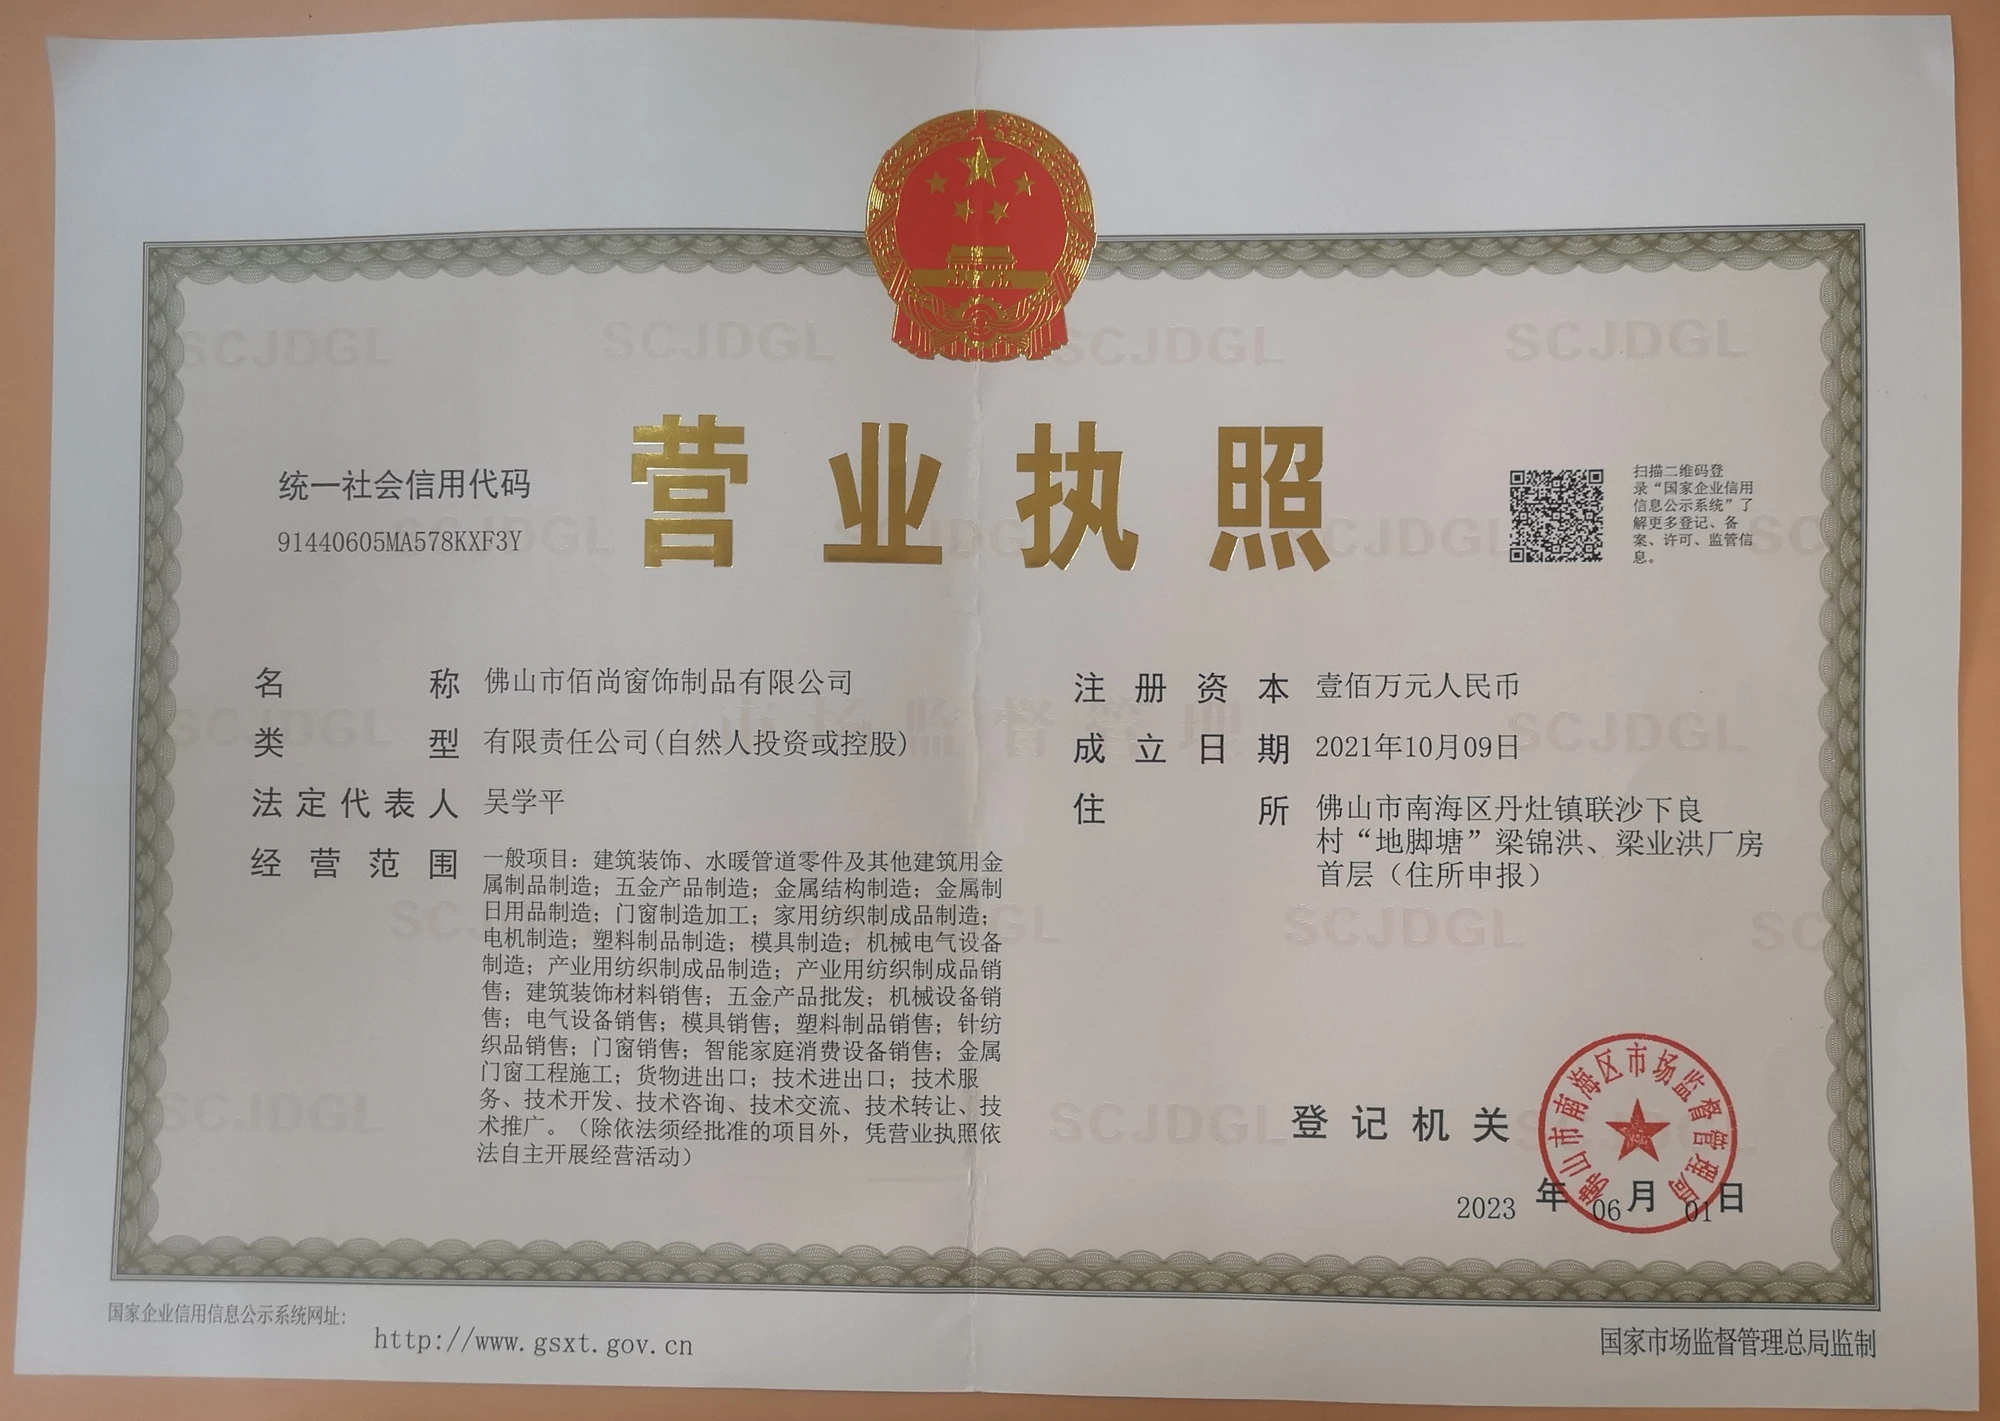 营业执照
统一社会信用代码
91440605MA578KXF3Y
扫描二维码登
录“国家企业信用
信息公示系统”了
解更多登记、备
案、许可、监管信
息。
名称 佛山市佰尚窗饰制品有限公司
类型 有限责任公司(自然人投资或控股)
法定代表人 吴学平
经营范围 一般项目：建筑装饰、水暖管道零件及其他建筑用金
属制品制造；五金产品制造；金属结构制造；金属制
日用品制造；门窗制造加工；家用纺织制成品制造；
电机制造；塑料制品制造；模具制造；机械电气设备
制造；产业用纺织制成品制造；产业用纺织制成品销
售；建筑装饰材料销售；五金产品批发；机械设备销
售；电气设备销售；模具销售；塑料制品销售；针纺
织品销售；门窗销售；智能家庭消费设备销售；金属
门窗工程施工；货物进出口；技术进出口；技术服
务、技术开发、技术咨询、技术交流、技术转让、技
术推广。（除依法须经批准的项目外，凭营业执照依
法自主开展经营活动）
注册资本 壹佰万元人民币
成立日期 2021年10月09日
住所 佛山市南海区丹灶镇联沙下良
村“地脚塘”梁锦洪、梁业洪厂房
首层（住所申报）
登记机关
佛山市南海区市场监督管理局
2023年06月01日
国家企业信用信息公示系统网址：
http://www.gsxt.gov.cn
国家市场监督管理总局监制
SCJDGL
市场监督管理